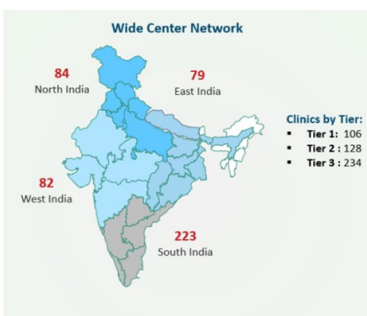 Wide Center Network
84
North India
79
East India
Clinics by Tier:
▪ Tier 1: 106
▪ Tier 2 : 128
▪ Tier 3 : 234
82
West India
223
South India